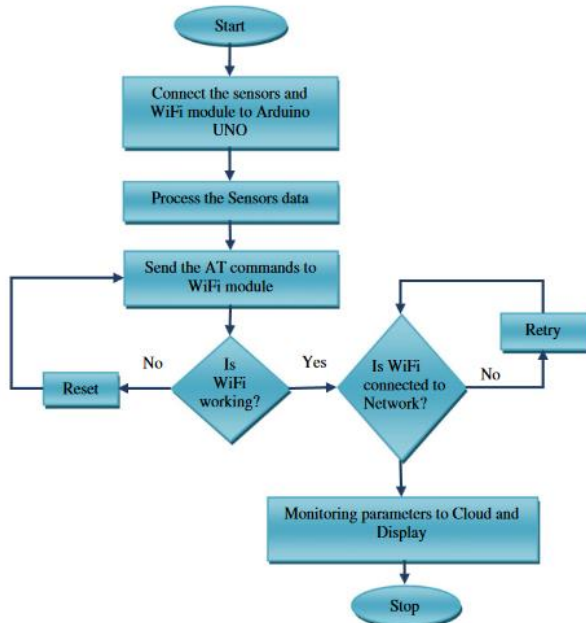 Start
Connect the sensors and
WiFi module to Arduino
UNO
Process the Sensors data
Send the AT commands to
WiFi module
Is
WiFi
working?
No
Reset
Yes
Is WiFi
connected to
Network?
No
Retry
Monitoring parameters to Cloud and
Display
Stop